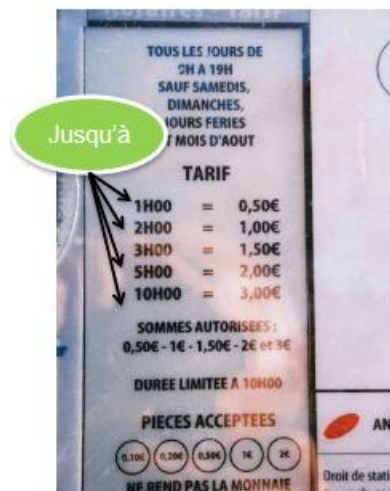 TOUS LES JOURS DE
9H A 19H
SAUF SAMEDIS,
DIMANCHES,
JOURS FERIES
MOIS D'AOUT
Jusqu'à
TARIF
1H00 = 0,50€
2H00 = 1,00€
3H00 = 1,50€
5H00 = 2,00€
10H00 = 3,00€
SOMMES AUTORISEES :
0,50€ - 1€ - 1,50€ - 2€ et 3€
DUREE LIMITEE A 10H00
PIECES ACCEPTEES
0,10€ 0,20€ 0,50€ 1€ 2€
NE REND PAS LA MONNAIE
AN
Droit de stati